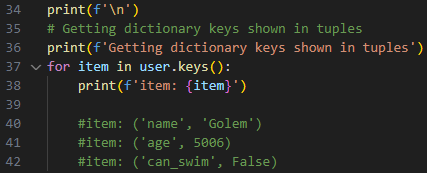 34 print(f'\n')
35 # Getting dictionary keys shown in tuples
36 print(f'Getting dictionary keys shown in tuples')
37 for item in user.keys():
38     print(f'item: {item}')
39
40     #item: ('name', 'Golem')
41     #item: ('age', 5006)
42     #item: ('can_swim', False)